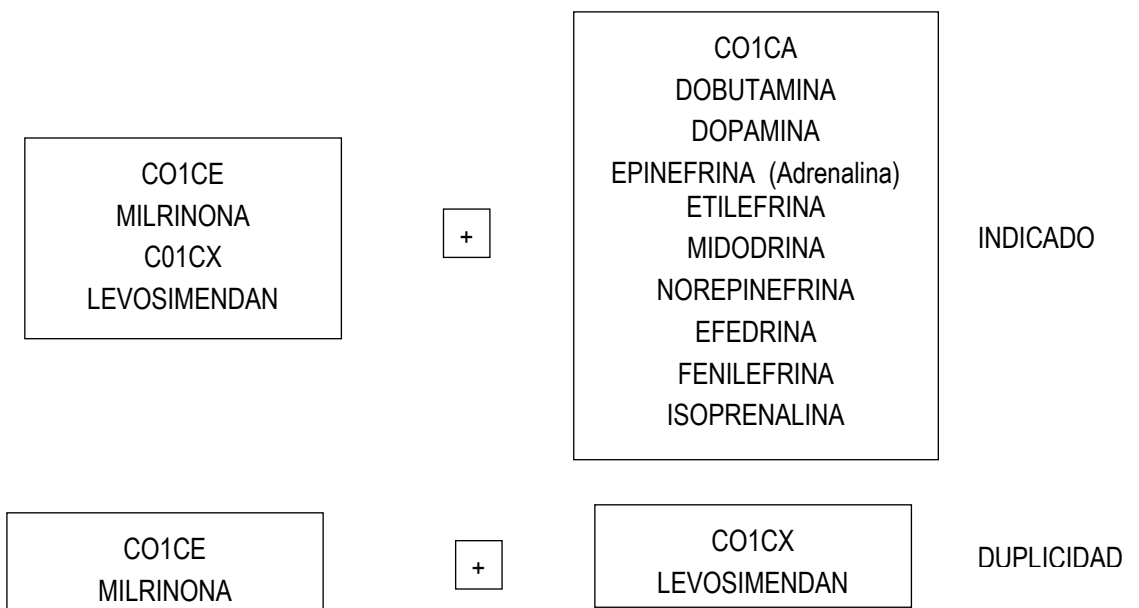 CO1CE
MILRINONA
C01CX
LEVOSIMENDAN
+
CO1CA
DOBUTAMINA
DOPAMINA
EPINEFRINA (Adrenalina)
ETILEFRINA
MIDODRINA
NOREPINEFRINA
EFEDRINA
FENILEFRINA
ISOPRENALINA
INDICADO
CO1CE
MILRINONA
+
CO1CX
LEVOSIMENDAN
DUPLICIDAD